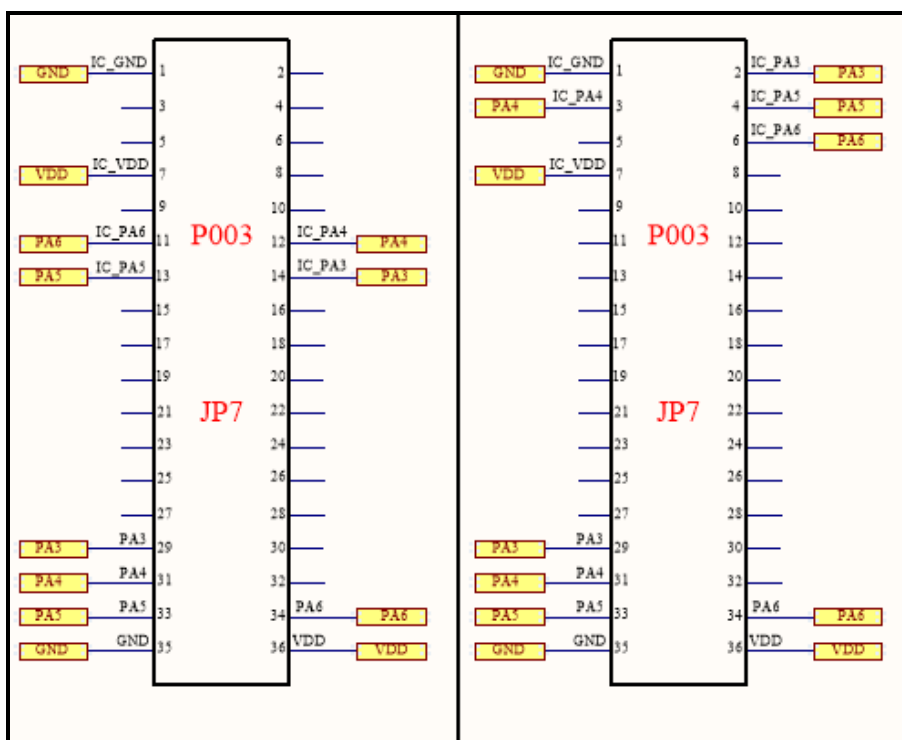 IC_GND IC_GND IC_PA3
GND 1 2 GND 1 2 PA3
IC_PA4 IC_PA5
3 4 PA4 3 4 PA5
IC_PA6
5 6 5 6 PA6
IC_VDD IC_VDD
VDD 7 8 VDD 7 8
9 10 9 10
IC_PA6 P003 IC_PA4 P003
PA6 11 12 PA4 11 12
IC_PA5 IC_PA3
PA5 13 14 PA3 13 14
15 16 15 16
17 18 17 18
19 20 19 20
21 JP7 22 21 JP7 22
23 24 23 24
25 26 25 26
27 28 27 28
PA3 PA3
PA3 29 30 PA3 29 30
PA4 PA4
PA4 31 32 PA4 31 32
PA5 PA6 PA5 PA6
PA5 33 34 PA6 PA5 33 34 PA6
GND VDD GND VDD
GND 35 36 VDD GND 35 36 VDD